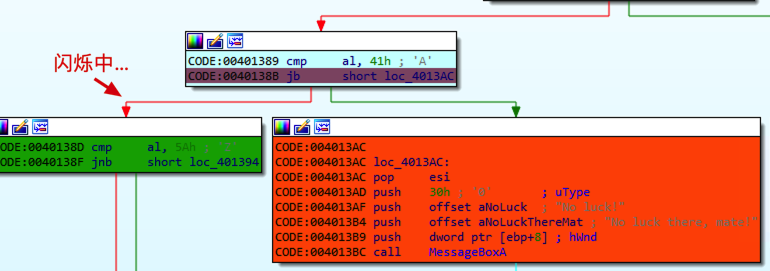 闪烁中...
CODE:00401389 cmp al, 41h ; 'A'
CODE:0040138B jb short loc_4013AC
CODE:0040138D cmp al, 5Ah ; 'Z'
CODE:0040138F jnb short loc_401394
CODE:004013AC
CODE:004013AC loc_4013AC:
CODE:004013AC pop esi
CODE:004013AD push 30h ; '0' ; uType
CODE:004013AF push offset aNoLuck ; "No luck!"
CODE:004013B4 push offset aNoLuckThereMat ; "No luck there, mate!"
CODE:004013B9 push dword ptr [ebp+8] ; hWnd
CODE:004013BC call MessageBoxA